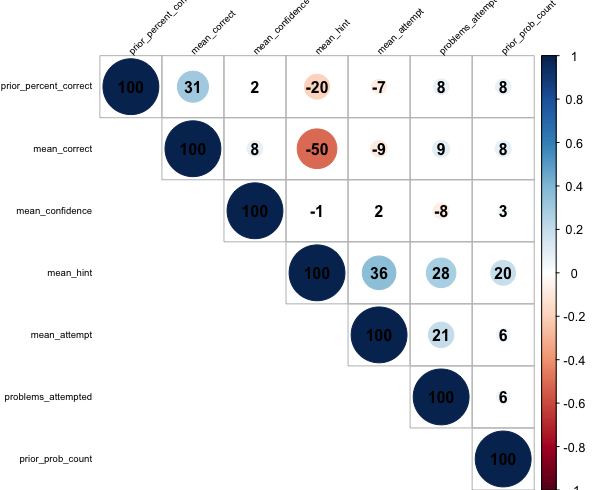 prior_percent_con
mean_correct
mean_confidence
mean_hint
mean_attempt
problems_attempt
prior_prob_count
prior_percent_correct 100 31 2 -20 -7 8 8
mean_correct 100 8 -50 -9 9 8
mean_confidence 100 -1 2 -8 3
mean_hint 100 36 28 20
mean_attempt 100 21 6
problems_attempted 100 6
prior_prob_count 100
1
0.8
0.6
0.4
0.2
0
-0.2
-0.4
-0.6
-0.8
-1